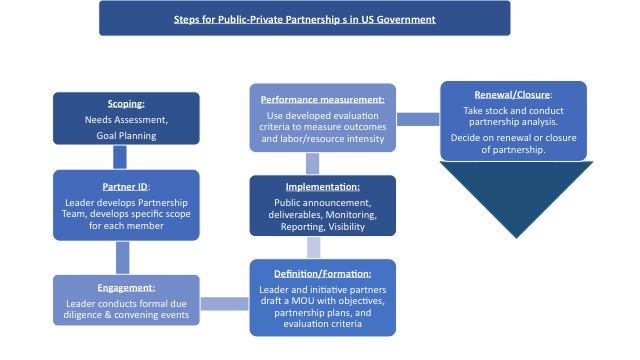 Steps for Public-Private Partnership s in US Government
Scoping:
Needs Assessment,
Goal Planning
Partner ID:
Leader develops Partnership
Team, develops specific scope
for each member
Engagement:
Leader conducts formal due
diligence & convening events
Definition/Formation:
Leader and initiative partners
draft a MOU with objectives,
partnership plans, and
evaluation criteria
Implementation:
Public announcement,
deliverables, Monitoring,
Reporting, Visibility
Performance measurement:
Use developed evaluation
criteria to measure outcomes
and labor/resource intensity
Renewal/Closure:
Take stock and conduct
partnership analysis.
Decide on renewal or closure
of partnership.